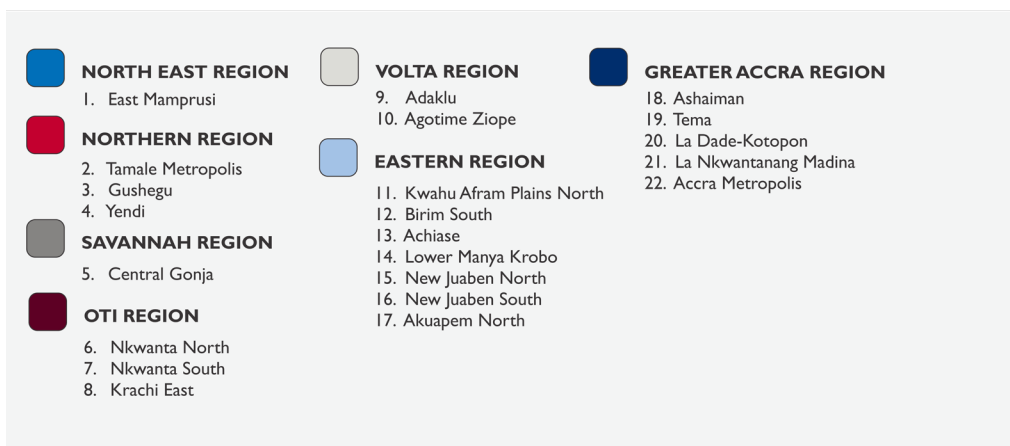 NORTH EAST REGION
1. East Mamprusi
NORTHERN REGION
2. Tamale Metropolis
3. Gushegu
4. Yendi
SAVANNAH REGION
5. Central Gonja
OTI REGION
6. Nkwanta North
7. Nkwanta South
8. Krachi East
VOLTA REGION
9. Adaklu
10. Agotime Ziope
EASTERN REGION
11. Kwahu Afram Plains North
12. Birim South
13. Achiase
14. Lower Manya Krobo
15. New Juaben North
16. New Juaben South
17. Akuapem North
GREATER ACCRA REGION
18. Ashaiman
19. Tema
20. La Dade-Kotopon
21. La Nkwantanang Madina
22. Accra Metropolis